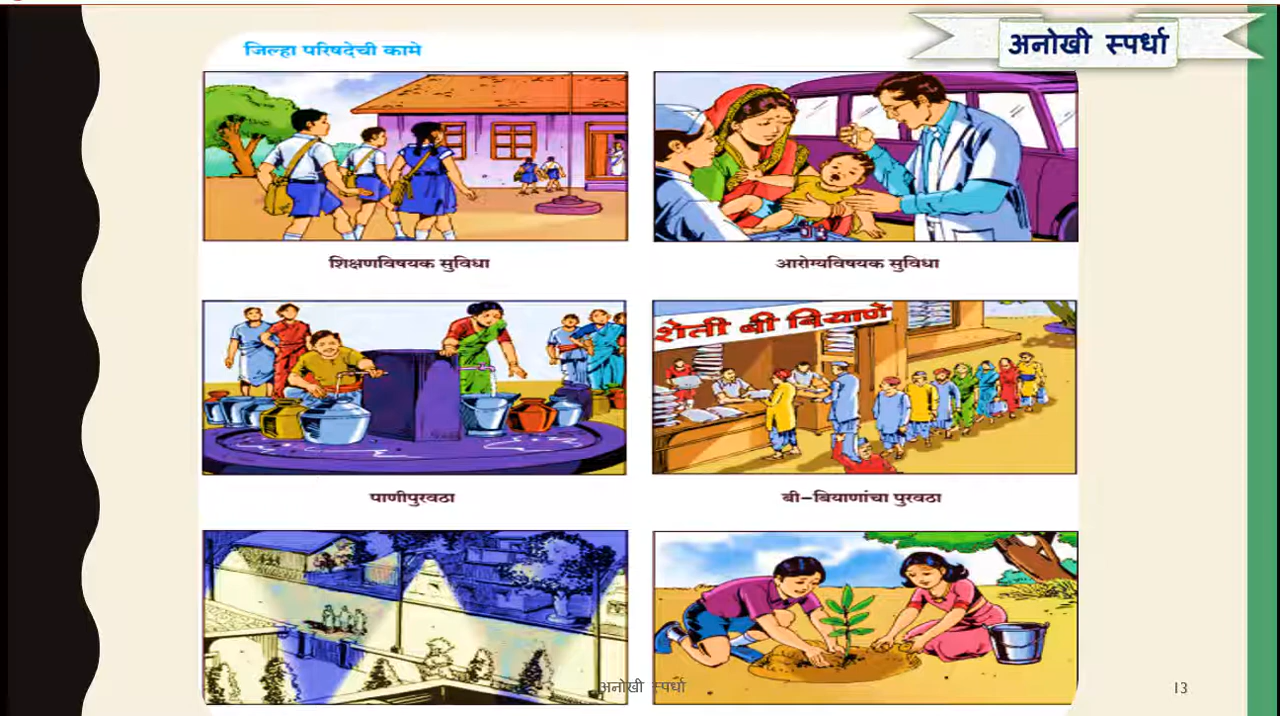 अनोखी स्पर्धा
जिल्हा परिषदेची कामे
शिक्षणविषयक सुविधा
आरोग्यविषयक सुविधा
शेती बी बियाणे
पाणीपुरवठा
बी-बियाणांचा पुरवठा
अनोखी स्पर्धा
13